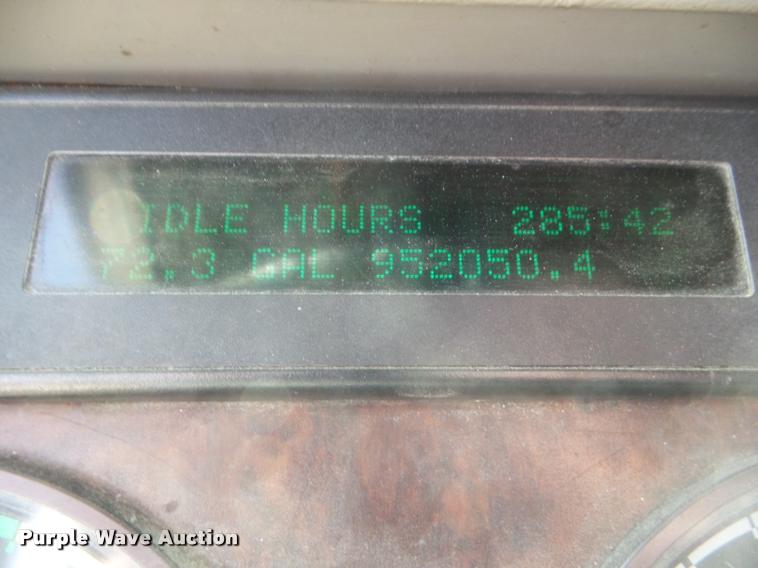 IDLE HOURS 285:42
72.3 GAL 952050.4
Purple Wave Auction